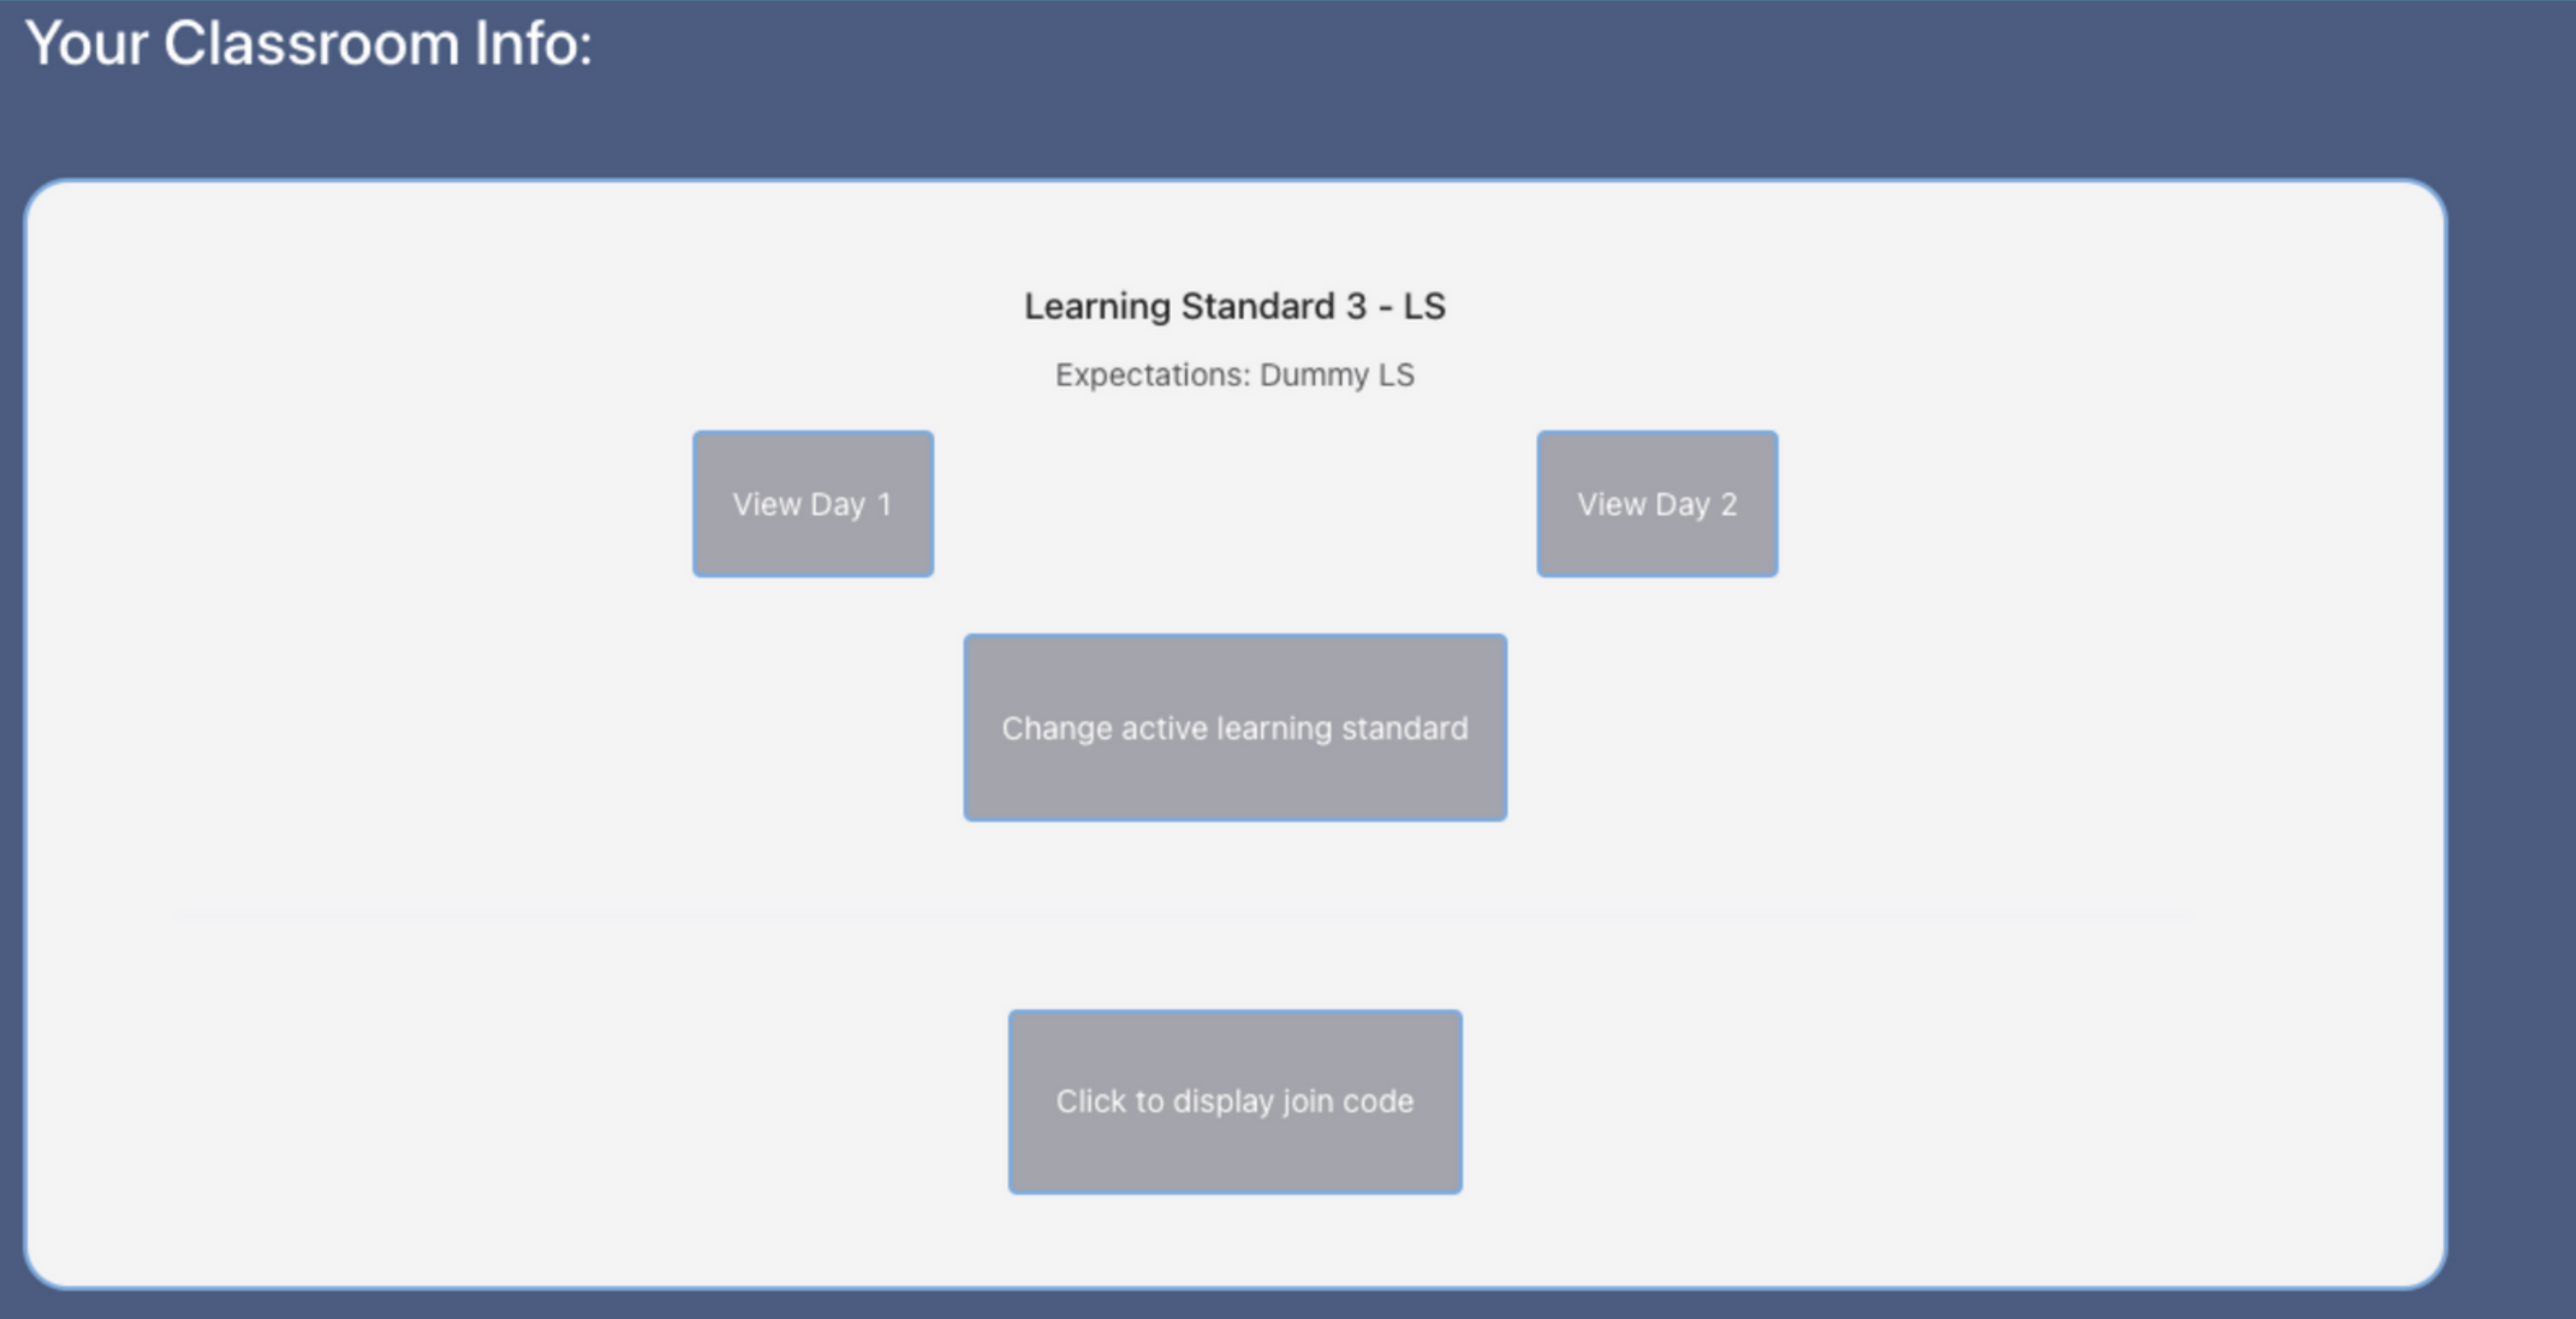 Your Classroom Info:
Learning Standard 3 - LS
Expectations: Dummy LS
View Day 1
View Day 2
Change active learning standard
Click to display join code